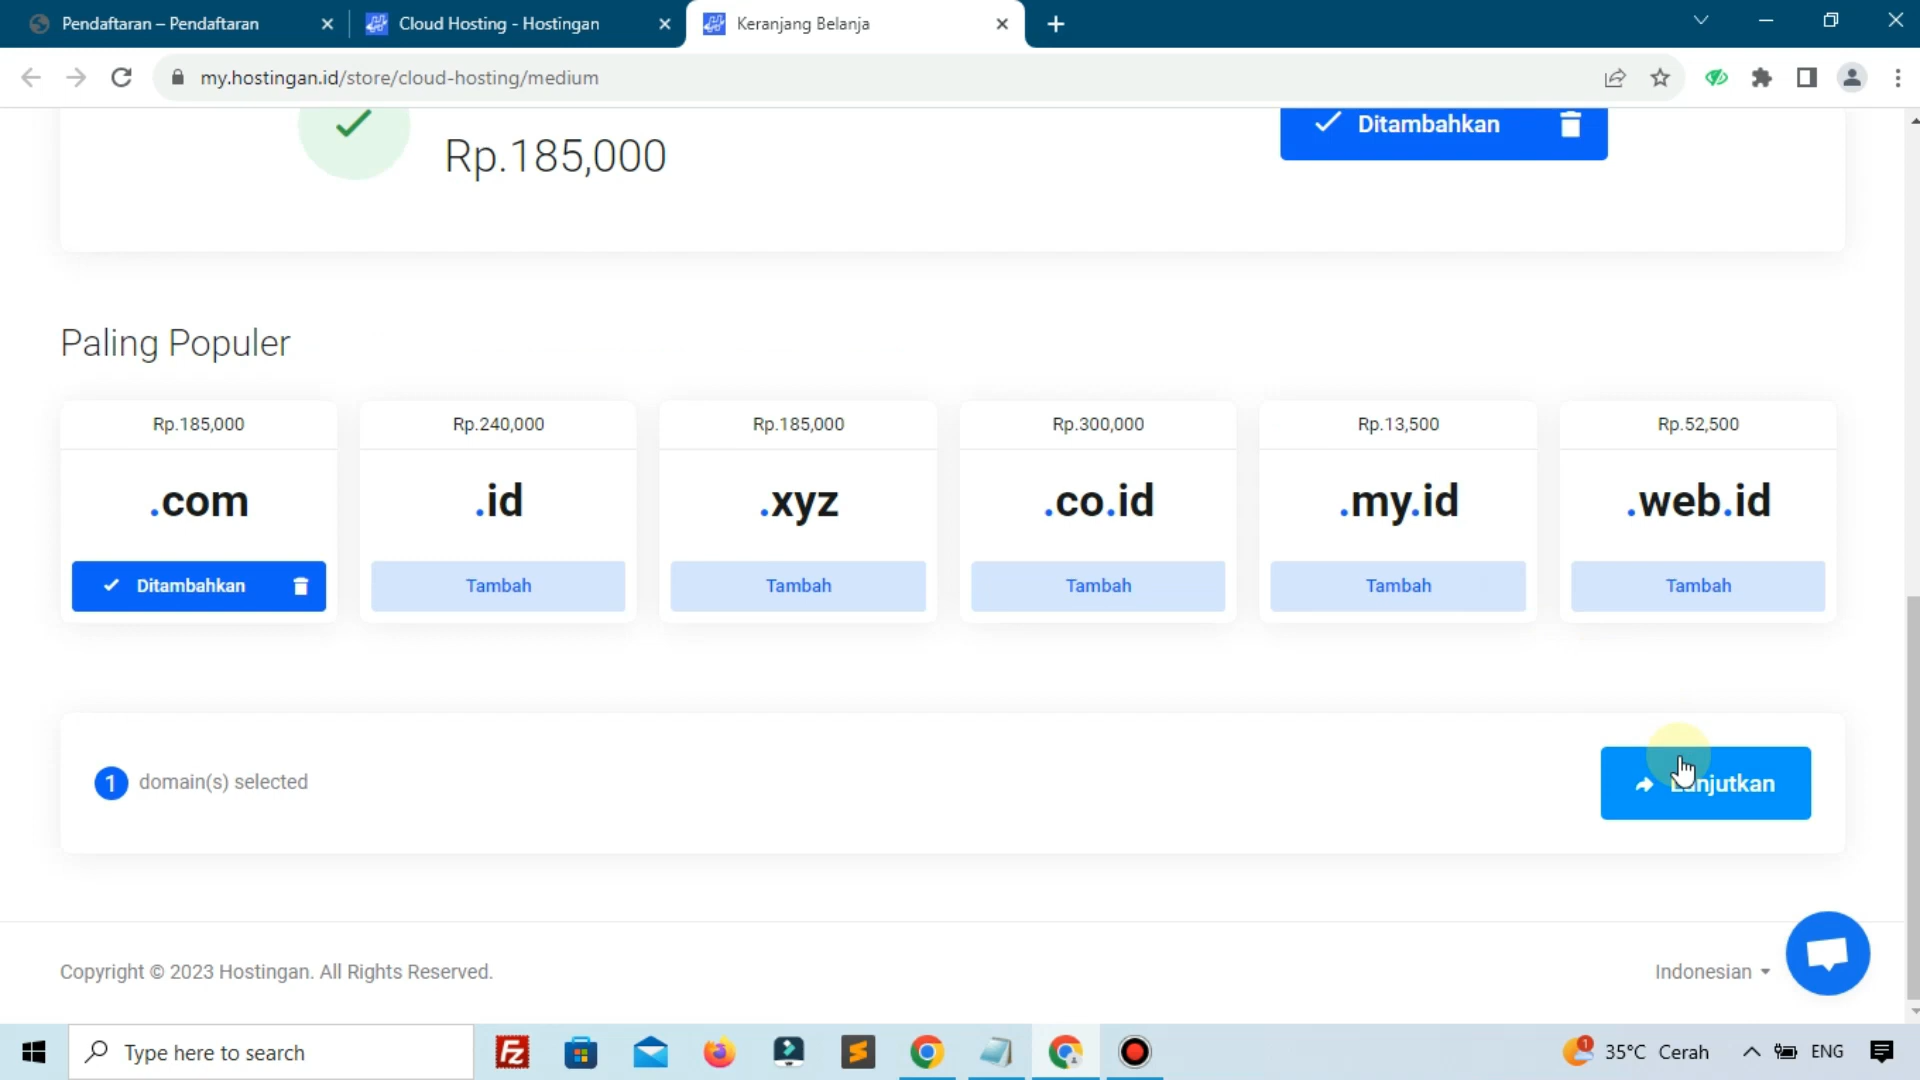 Pendaftaran – Pendaftaran
Cloud Hosting - Hostingan
Keranjang Belanja
my.hostingan.id/store/cloud-hosting/medium
Rp.185,000
Ditambahkan
Paling Populer
Rp.185,000
Rp.240,000
Rp.185,000
Rp.300,000
Rp.13,500
Rp.52,500
.com
.id
.xyz
.co.id
.my.id
.web.id
Ditambahkan
Tambah
Tambah
Tambah
Tambah
Tambah
1 domain(s) selected
Lanjutkan
Copyright © 2023 Hostingan. All Rights Reserved.
Indonesian
Type here to search
Fz
1
35°C Cerah
ENG